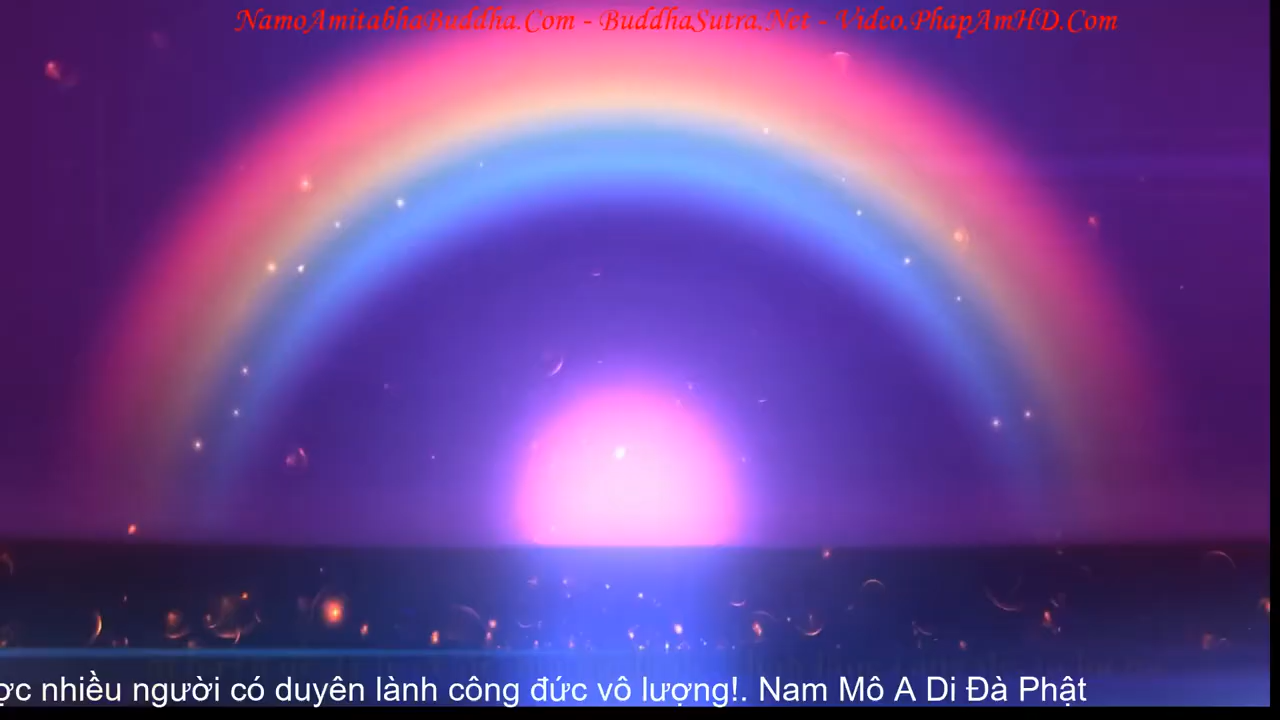 NamoAmitabhaBuddha.Com - BuddhaSutra.Net - Video.PhapAmHD.Com
nhiều người có duyên lành công đức vô lượng!. Nam Mô A Di Đà Phật